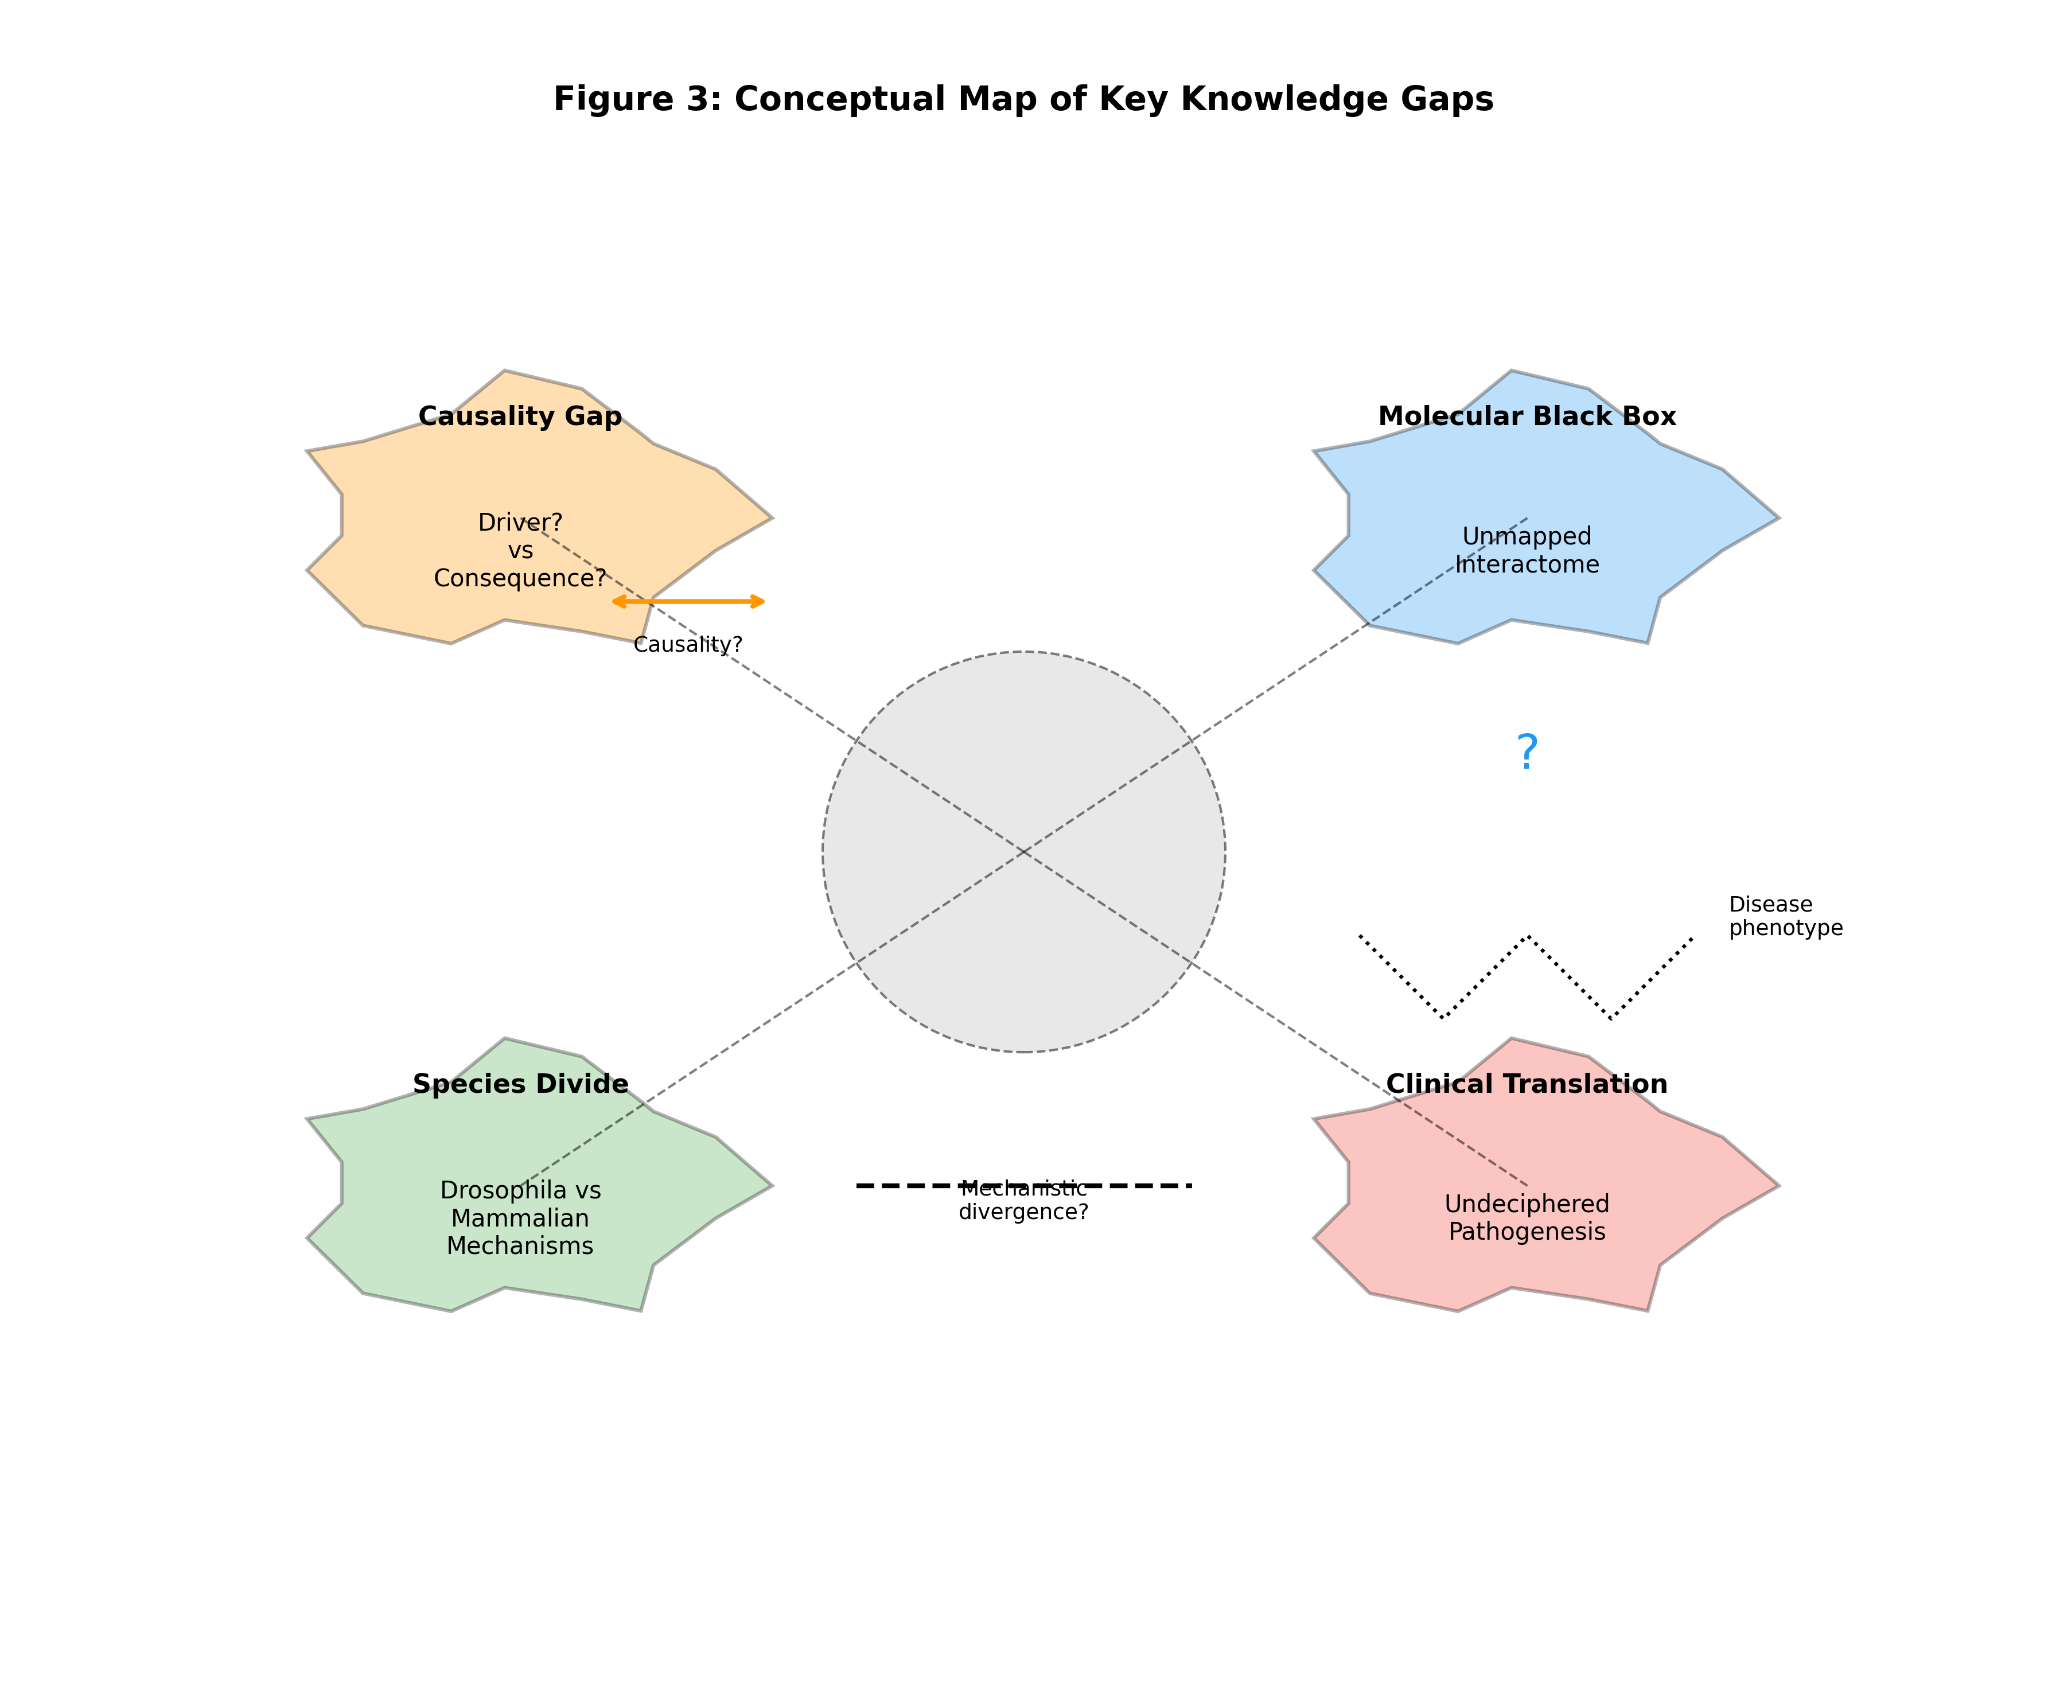 Figure 3: Conceptual Map of Key Knowledge Gaps
Causality Gap
Driver?
vs
Consequence?
Causality?
Molecular Black Box
Unmapped
Interactome
?
Disease
phenotype
Species Divide
Drosophila vs
Mammalian
Mechanisms
Mechanistic
divergence?
Clinical Translation
Undeciphered
Pathogenesis